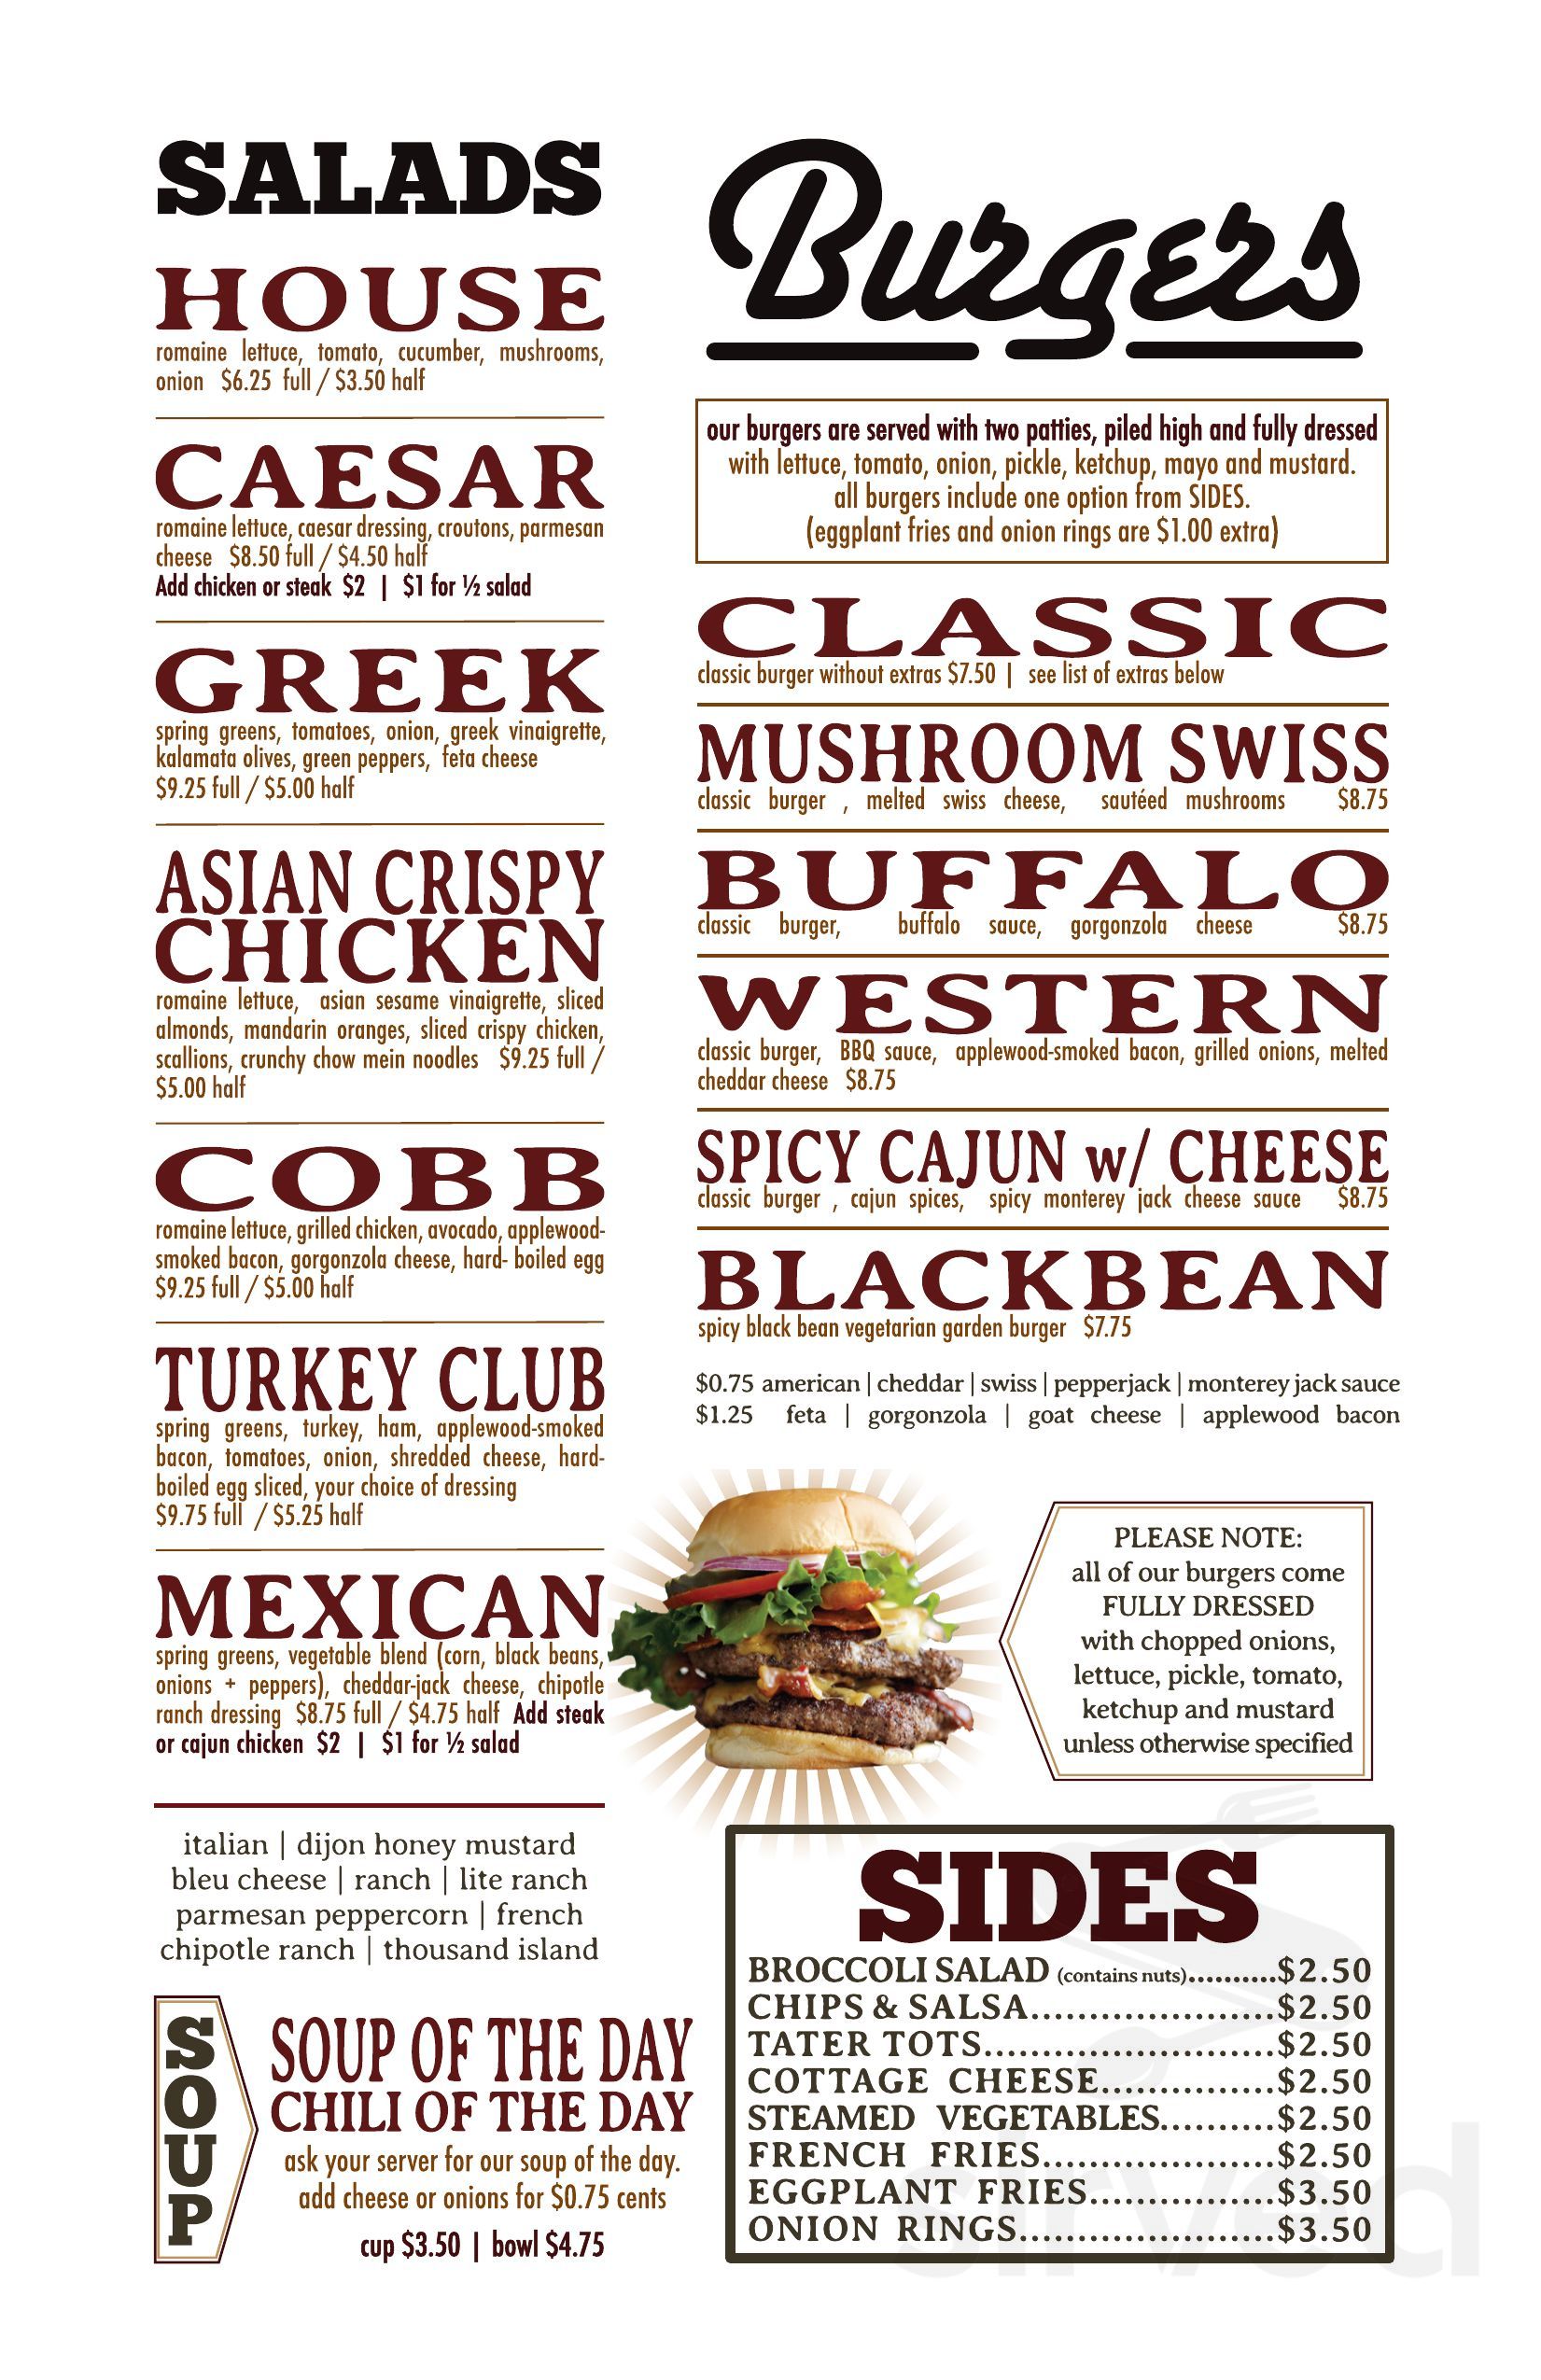 SALADS
HOUSE
romaine lettuce, tomato, cucumber, mushrooms,
onion $6.25 full / $3.50 half
CAESAR
romaine lettuce, caesar dressing, croutons, parmesan
cheese $8.50 full / $4.50 half
Add chicken or steak $2 | $1 for ½ salad
GREEK
spring greens, tomatoes, onion, greek vinaigrette,
kalamata olives, green peppers, feta cheese
$9.25 full / $5.00 half
ASIAN CRISPY
CHICKEN
romaine lettuce, asian sesame vinaigrette, sliced
almonds, mandarin oranges, sliced crispy chicken,
scallions, crunchy chow mein noodles $9.25 full /
$5.00 half
COBB
romaine lettuce, grilled chicken, avocado, applewood-
smoked bacon, gorgonzola cheese, hard- boiled egg
$9.25 full / $5.00 half
TURKEY CLUB
spring greens, turkey, ham, applewood-smoked
bacon, tomatoes, onion, shredded cheese, hard-
boiled egg sliced, your choice of dressing
$9.75 full / $5.25 half
MEXICAN
spring greens, vegetable blend (corn, black beans,
onions + peppers), cheddar-jack cheese, chipotle
ranch dressing $8.75 full / $4.75 half Add steak
or cajun chicken $2 | $1 for ½ salad
italian | dijon honey mustard
bleu cheese | ranch | lite ranch
parmesan peppercorn | french
chipotle ranch | thousand island
SOUP
SOUP OF THE DAY
CHILI OF THE DAY
ask your server for our soup of the day.
add cheese or onions for $0.75 cents
cup $3.50 | bowl $4.75
Burgers
our burgers are served with two patties, piled high and fully dressed
with lettuce, tomato, onion, pickle, ketchup, mayo and mustard.
all burgers include one option from SIDES.
(eggplant fries and onion rings are $1.00 extra)
CLASSIC
classic burger without extras $7.50 | see list of extras below
MUSHROOM SWISS
classic burger , melted swiss cheese, sautéed mushrooms $8.75
BUFFALO
classic burger, buffalo sauce, gorgonzola cheese $8.75
WESTERN
classic burger, BBQ sauce, applewood-smoked bacon, grilled onions, melted
cheddar cheese $8.75
SPICY CAJUN w/ CHEESE
classic burger , cajun spices, spicy monterey jack cheese sauce $8.75
BLACKBEAN
spicy black bean vegetarian garden burger $7.75
$0.75 american | cheddar | swiss | pepperjack | monterey jack sauce
$1.25 feta | gorgonzola | goat cheese | applewood bacon
PLEASE NOTE:
all of our burgers come
FULLY DRESSED
with chopped onions,
lettuce, pickle, tomato,
ketchup and mustard
unless otherwise specified
SIDES
BROCCOLI SALAD (contains nuts)..........$2.50
CHIPS & SALSA.....................$2.50
TATER TOTS.........................$2.50
COTTAGE CHEESE...............$2.50
STEAMED VEGETABLES..........$2.50
FRENCH FRIES....................$2.50
EGGPLANT FRIES................$3.50
ONION RINGS......................$3.50
sirved